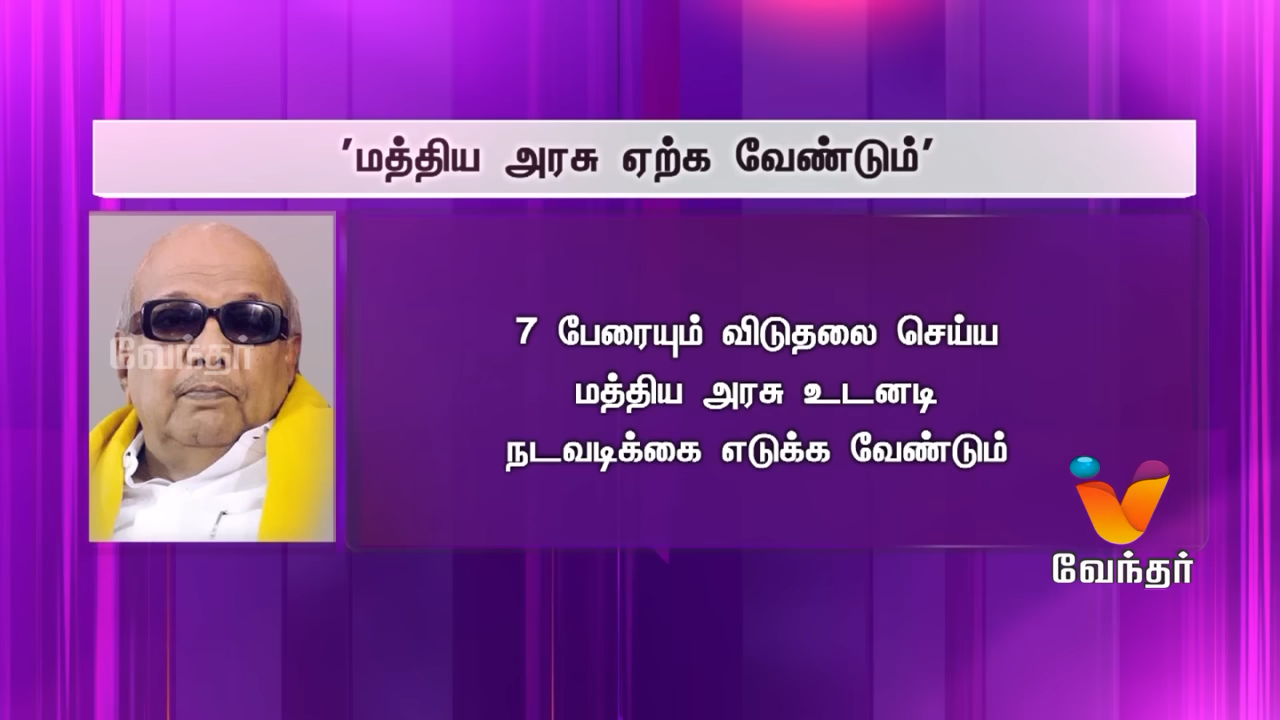 'மத்திய அரசு ஏற்க வேண்டும்'
வேந்தர்
7 பேரையும் விடுதலை செய்ய
மத்திய அரசு உடனடி
நடவடிக்கை எடுக்க வேண்டும்
வேந்தர்